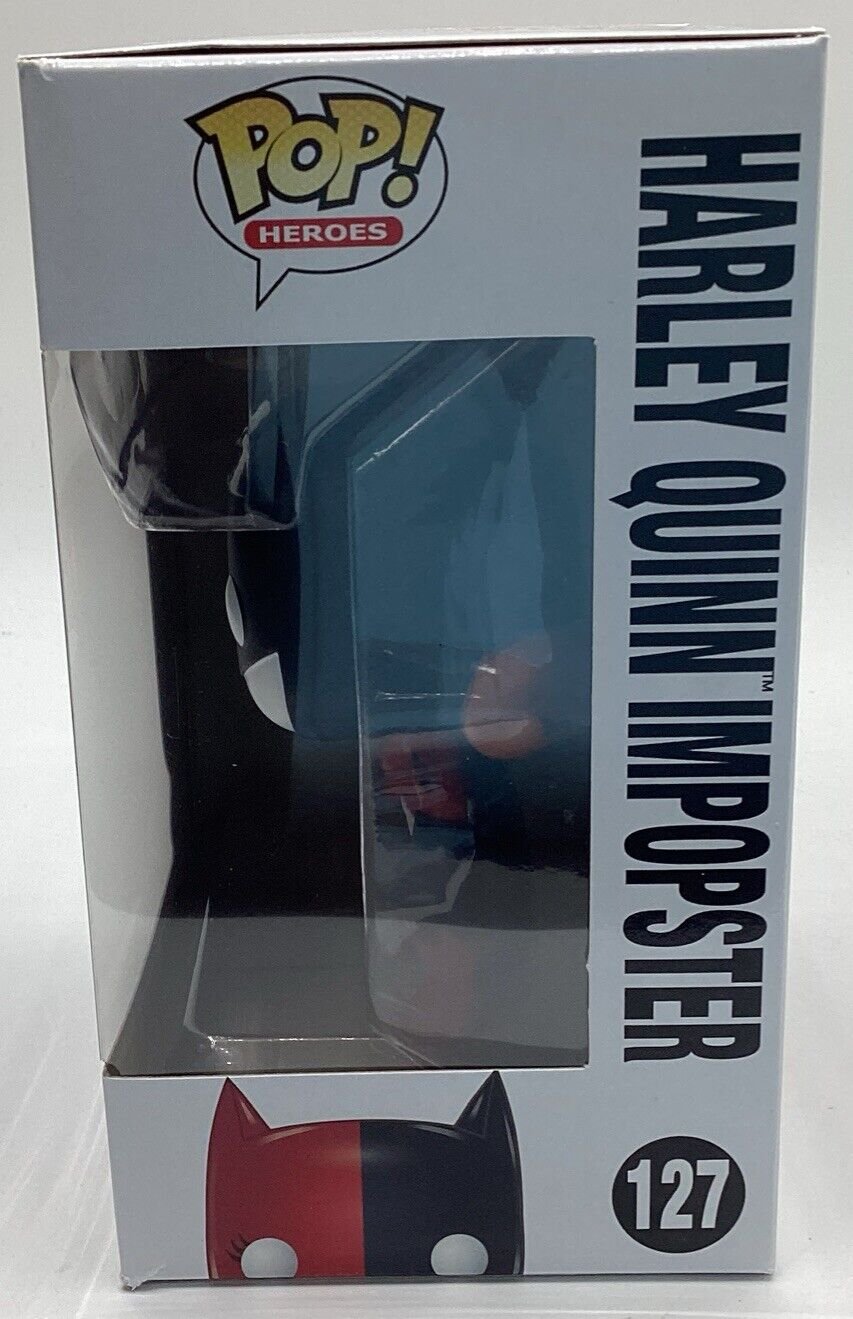 POP!
HEROES
HARLEY QUINN™ IMPOPSTER
127